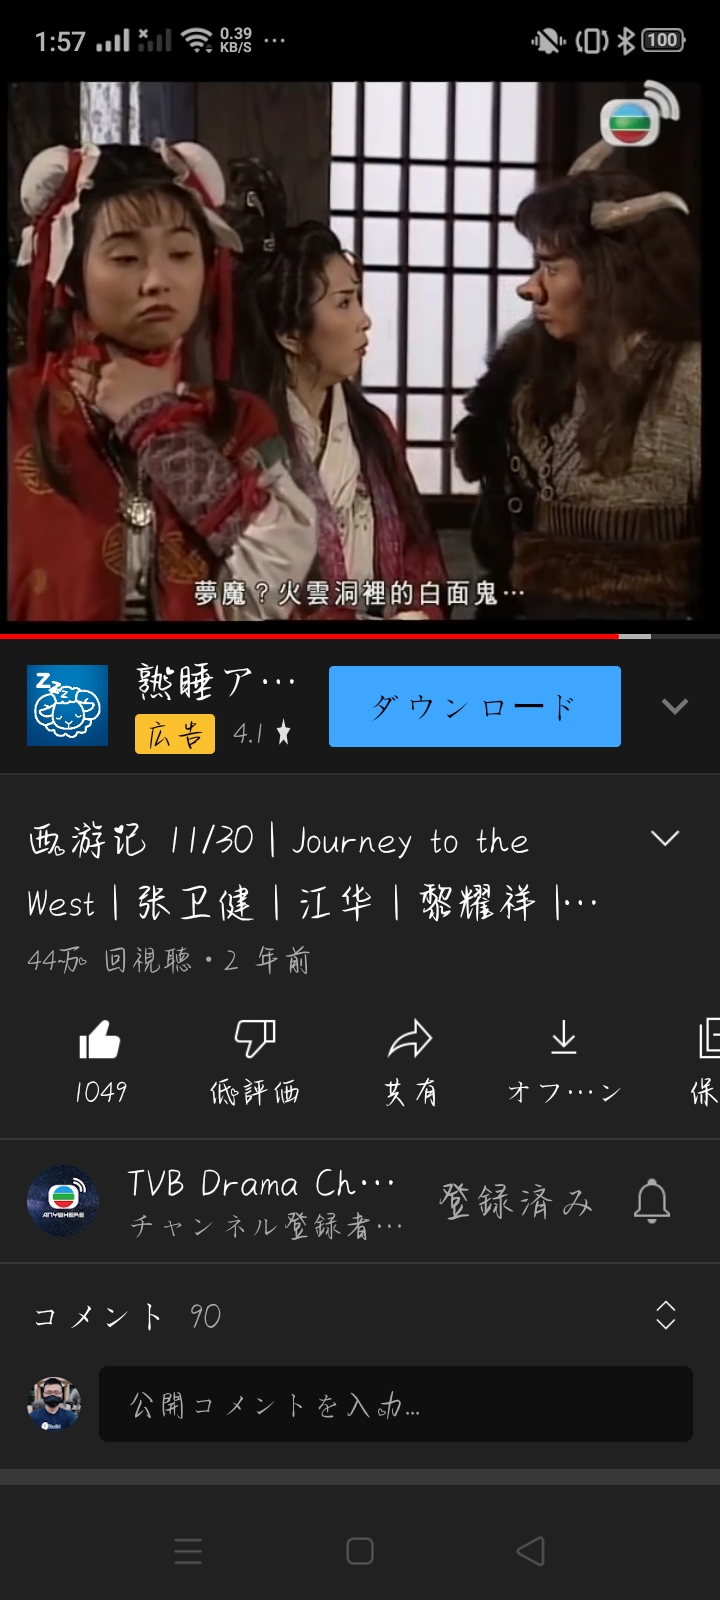 1:57
0.39
KB/S
100
夢魔？火雲洞裡的白面鬼…
ZZZ
熟睡ア…
広告 4.1 ★
ダウンロード
西游记 11/30 | Journey to the
West | 张卫健 | 江华 | 黎耀祥 |…
44万 回視聴・2 年前
1049
低評価
共有
オフ…ン
保
ANYWHERE
TVB Drama Ch…
チャンネル登録者…
登録済み
コメント 90
公開コメントを入力...